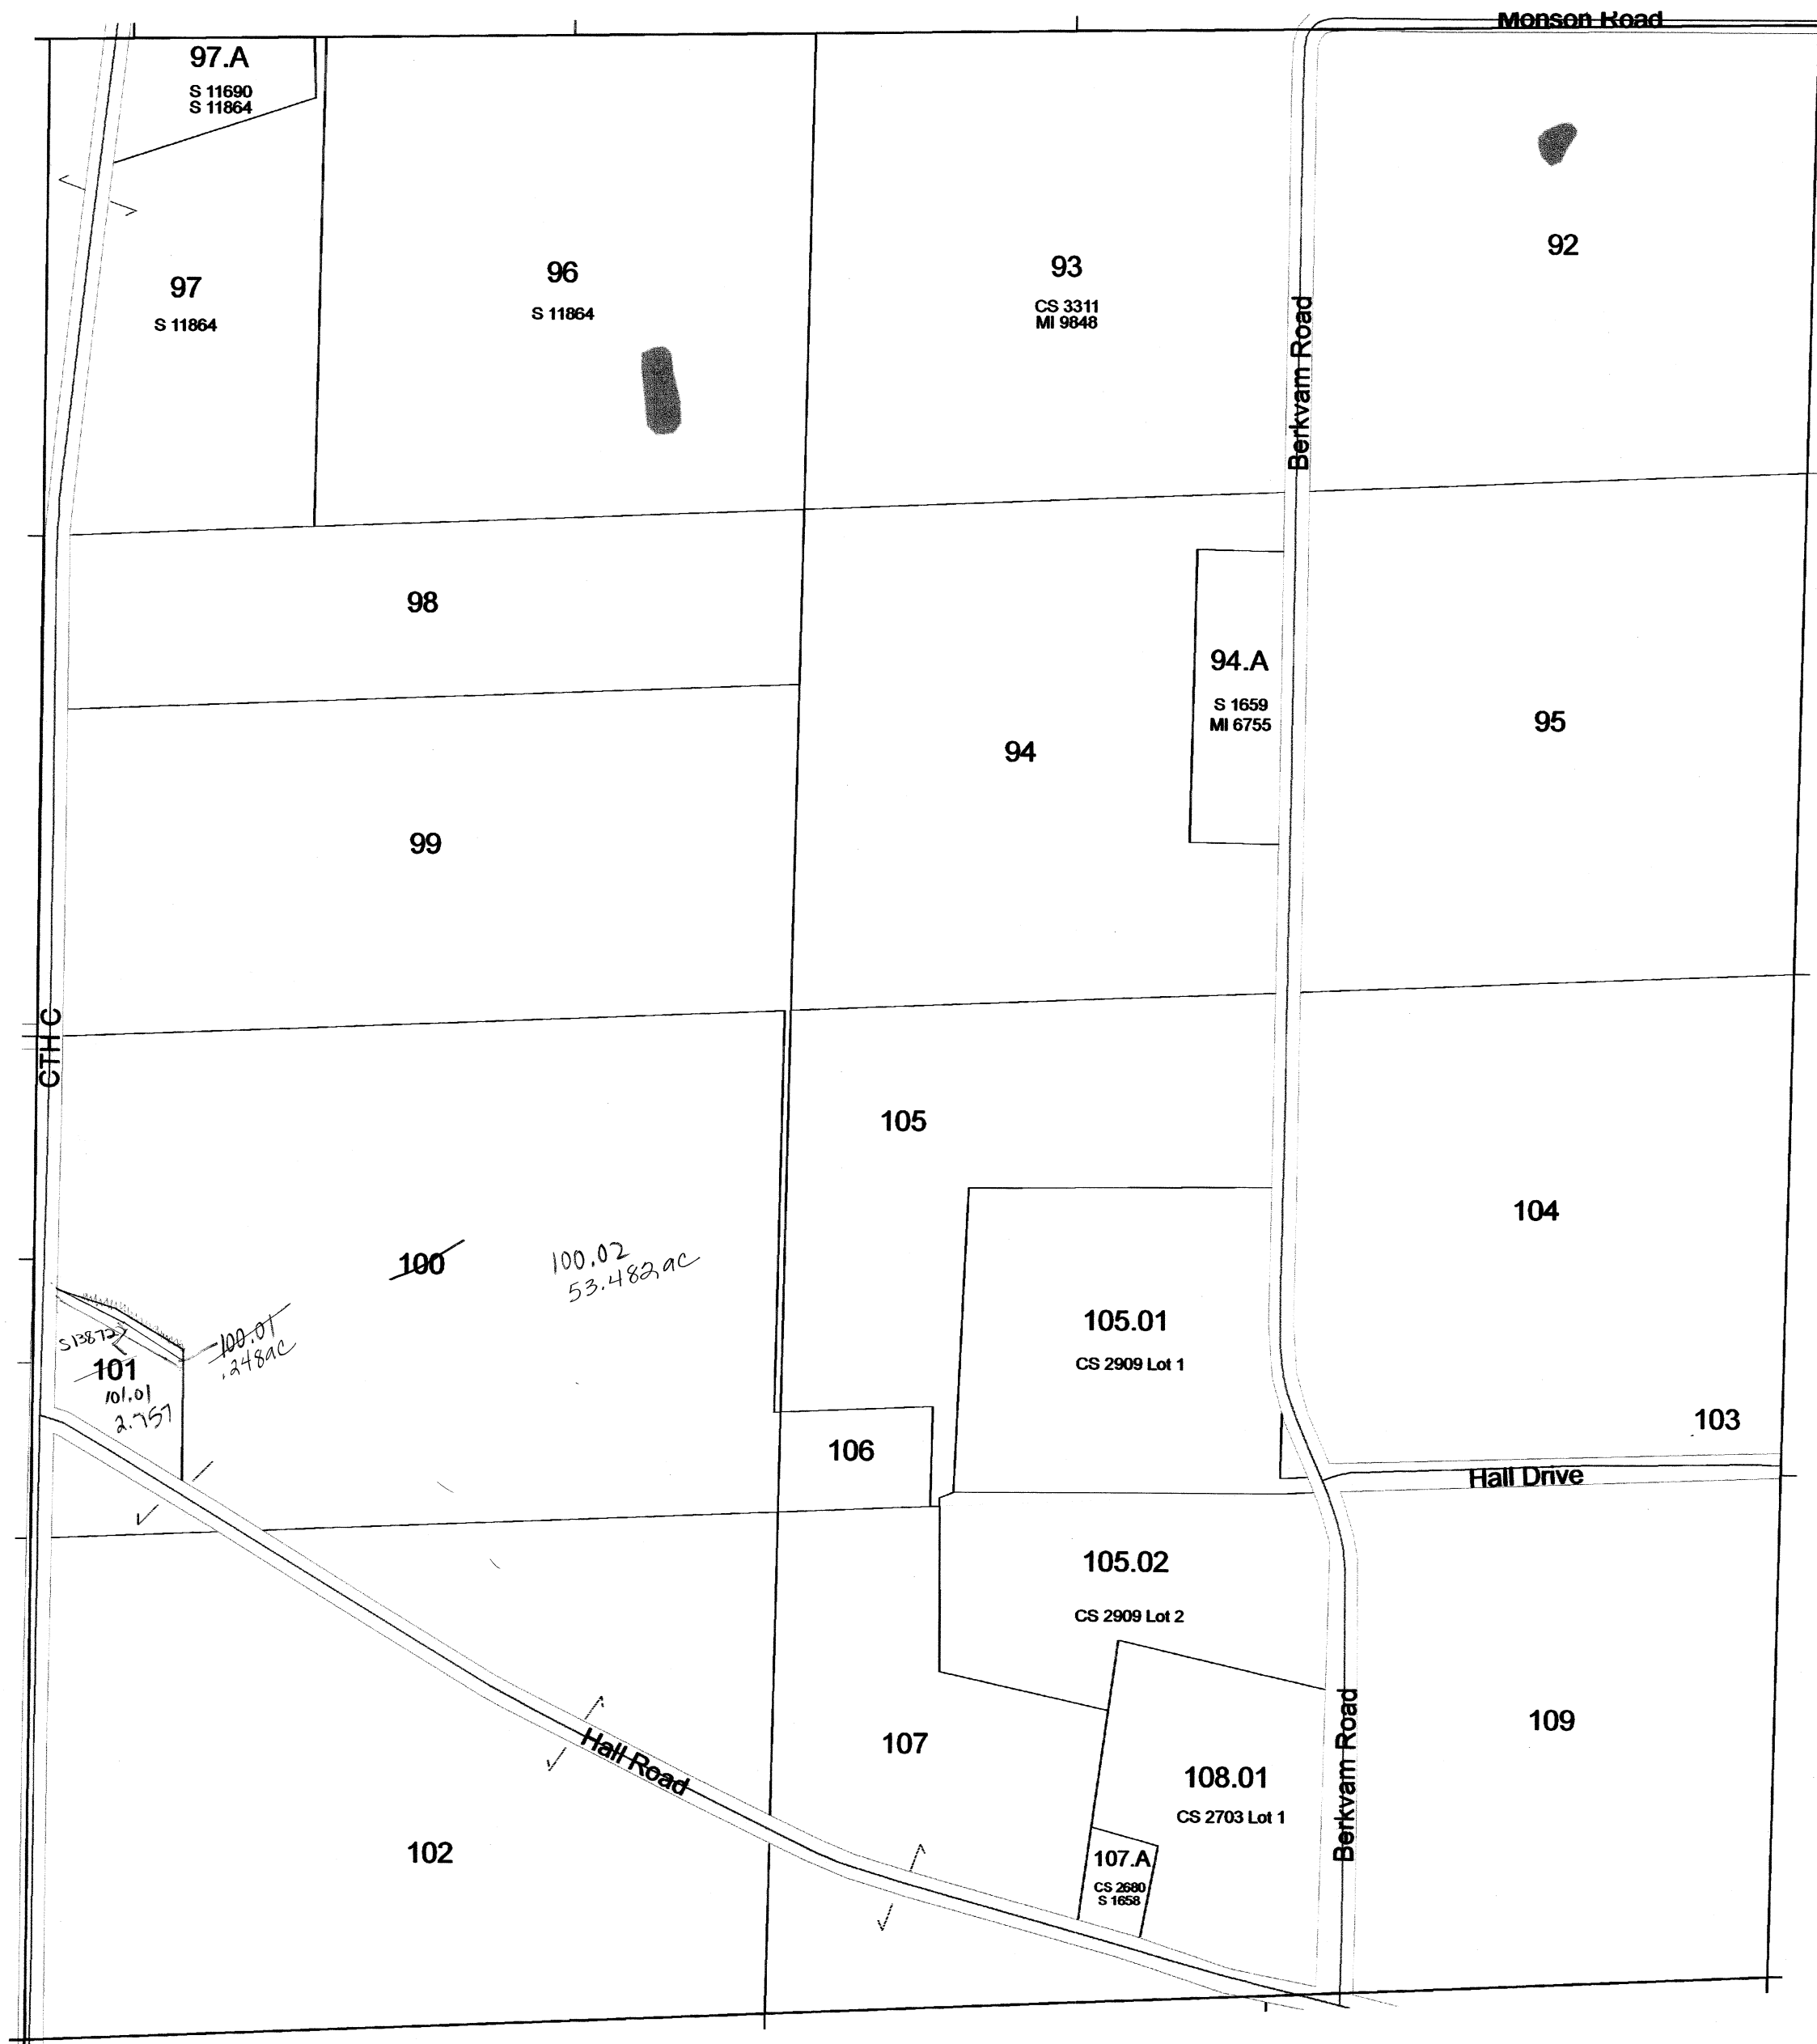 Monson Road
97.A
S 11690
S 11864
97
S 11864
96
S 11864
93
CS 3311
MI 9848
92
Berkvam Road
98
94.A
S 1659
MI 6755
94
95
99
CTH C
105
104
100
100.02
53.482 ac
S13872
100.01
.248ac
101
101.01
2.757
105.01
CS 2909 Lot 1
106
103
Hall Drive
105.02
CS 2909 Lot 2
107
Hall Road
108.01
CS 2703 Lot 1
Berkvam Road
109
102
107.A
CS 2680
S 1658